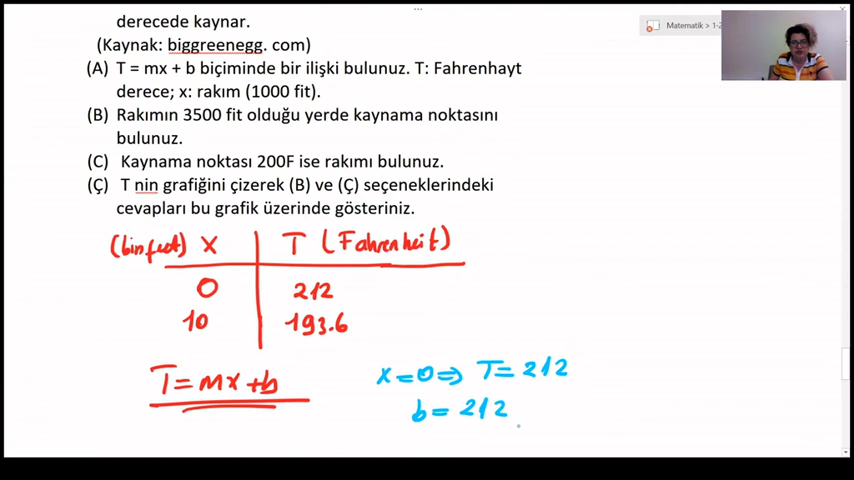 derecede kaynar.
Matematik > 1-2
(Kaynak: biggreenegg. com)
(A) T = mx + b biçiminde bir ilişki bulunuz. T: Fahrenhayt
derece; x: rakım (1000 fit).
(B) Rakımın 3500 fit olduğu yerde kaynama noktasını
bulunuz.
(C) Kaynama noktası 200F ise rakımı bulunuz.
(Ç) T nin grafiğini çizerek (B) ve (Ç) seçeneklerindeki
cevapları bu grafik üzerinde gösteriniz.
(bin feet) X T (Fahrenheit)
0 212
10 193.6
T = mx + b
x = 0 ⇒ T = 212
b = 212